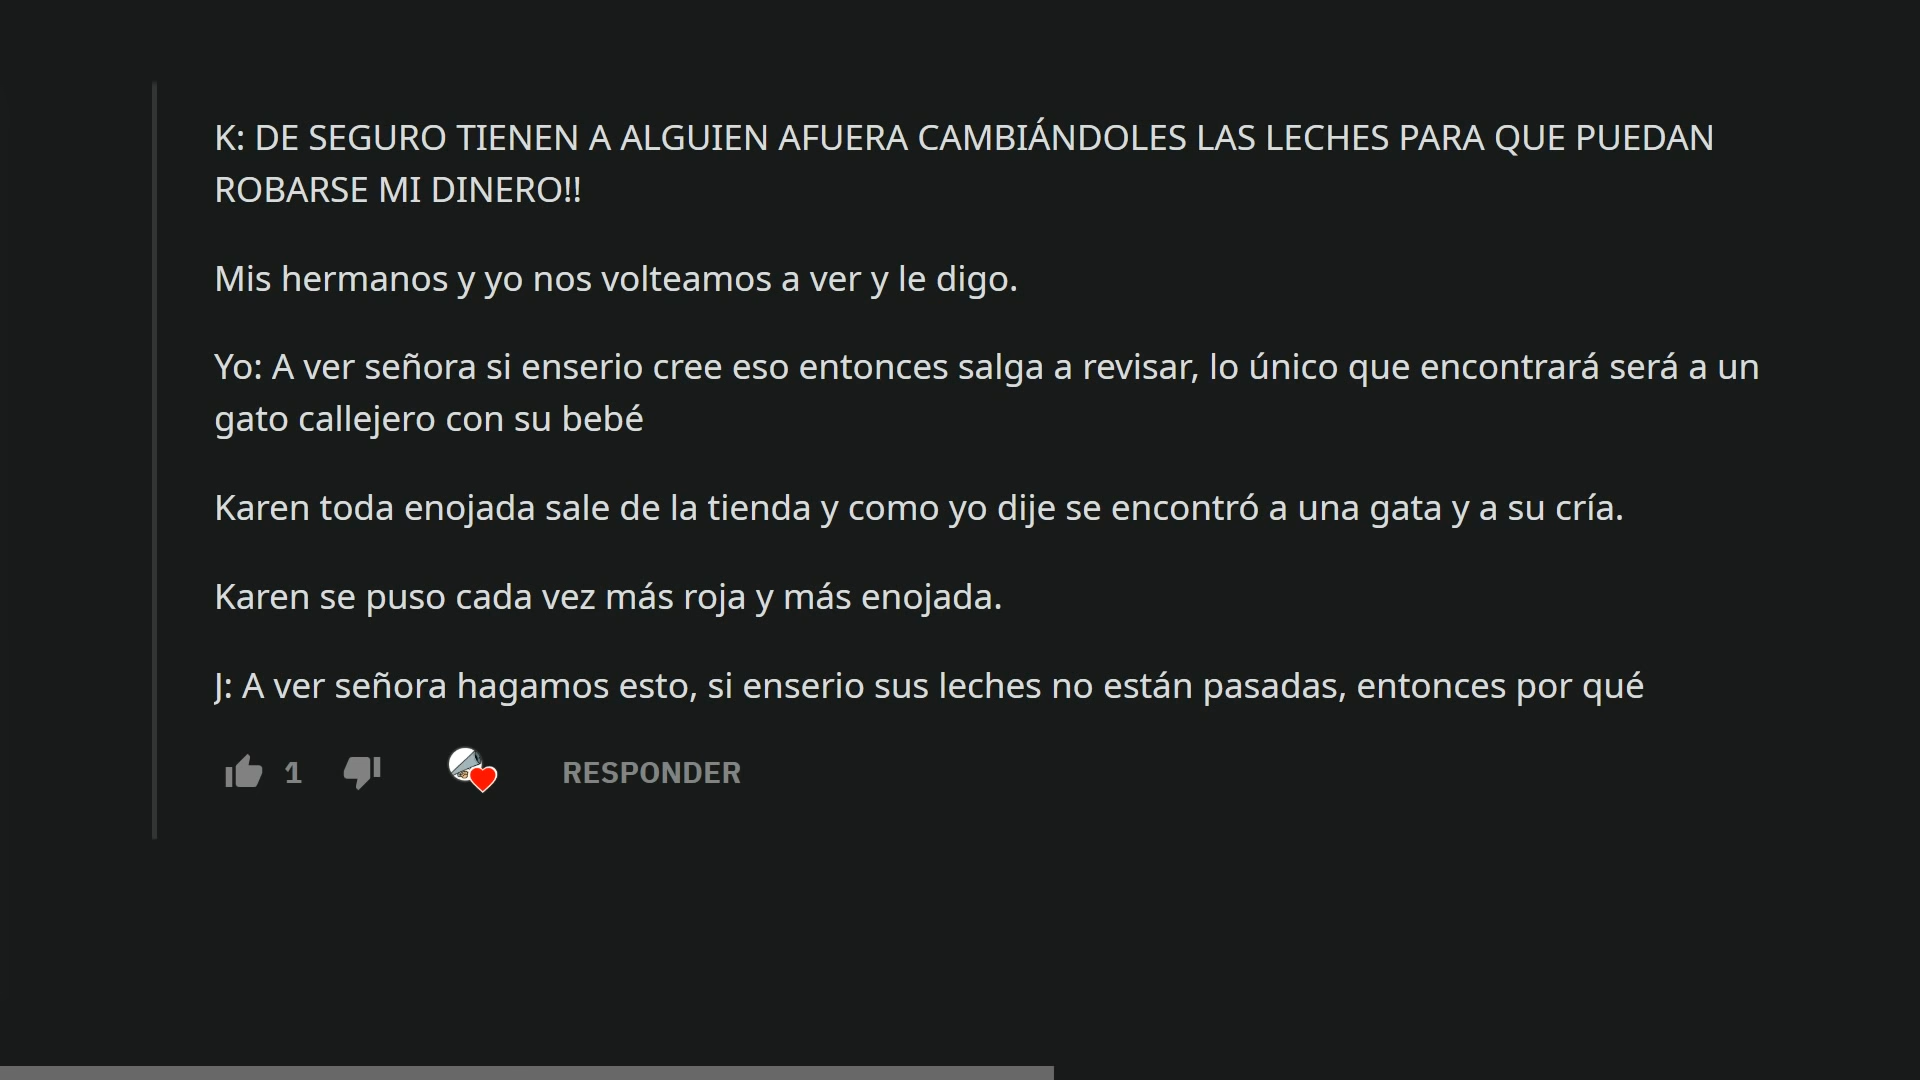 K: DE SEGURO TIENEN A ALGUIEN AFUERA CAMBIÁNDOLES LAS LECHES PARA QUE PUEDAN
ROBARSE MI DINERO!!
Mis hermanos y yo nos volteamos a ver y le digo.
Yo: A ver señora si enserio cree eso entonces salga a revisar, lo único que encontrará será a un
gato callejero con su bebé
Karen toda enojada sale de la tienda y como yo dije se encontró a una gata y a su cría.
Karen se puso cada vez más roja y más enojada.
J: A ver señora hagamos esto, si enserio sus leches no están pasadas, entonces por qué
1 RESPONDER